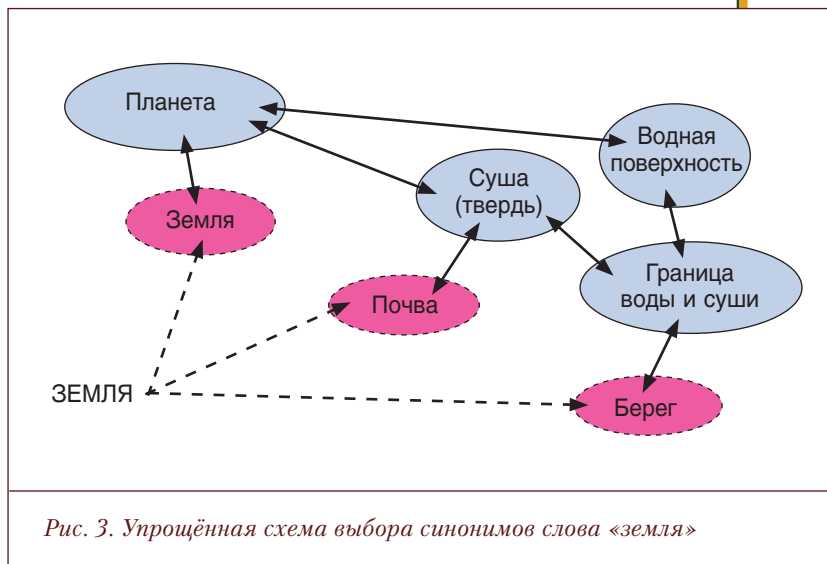 Планета
Водная
поверхность
Суша
(твердь)
Земля
Граница
воды и суши
Почва
ЗЕМЛЯ
Берег
Рис. 3. Упрощённая схема выбора синонимов слова «земля»